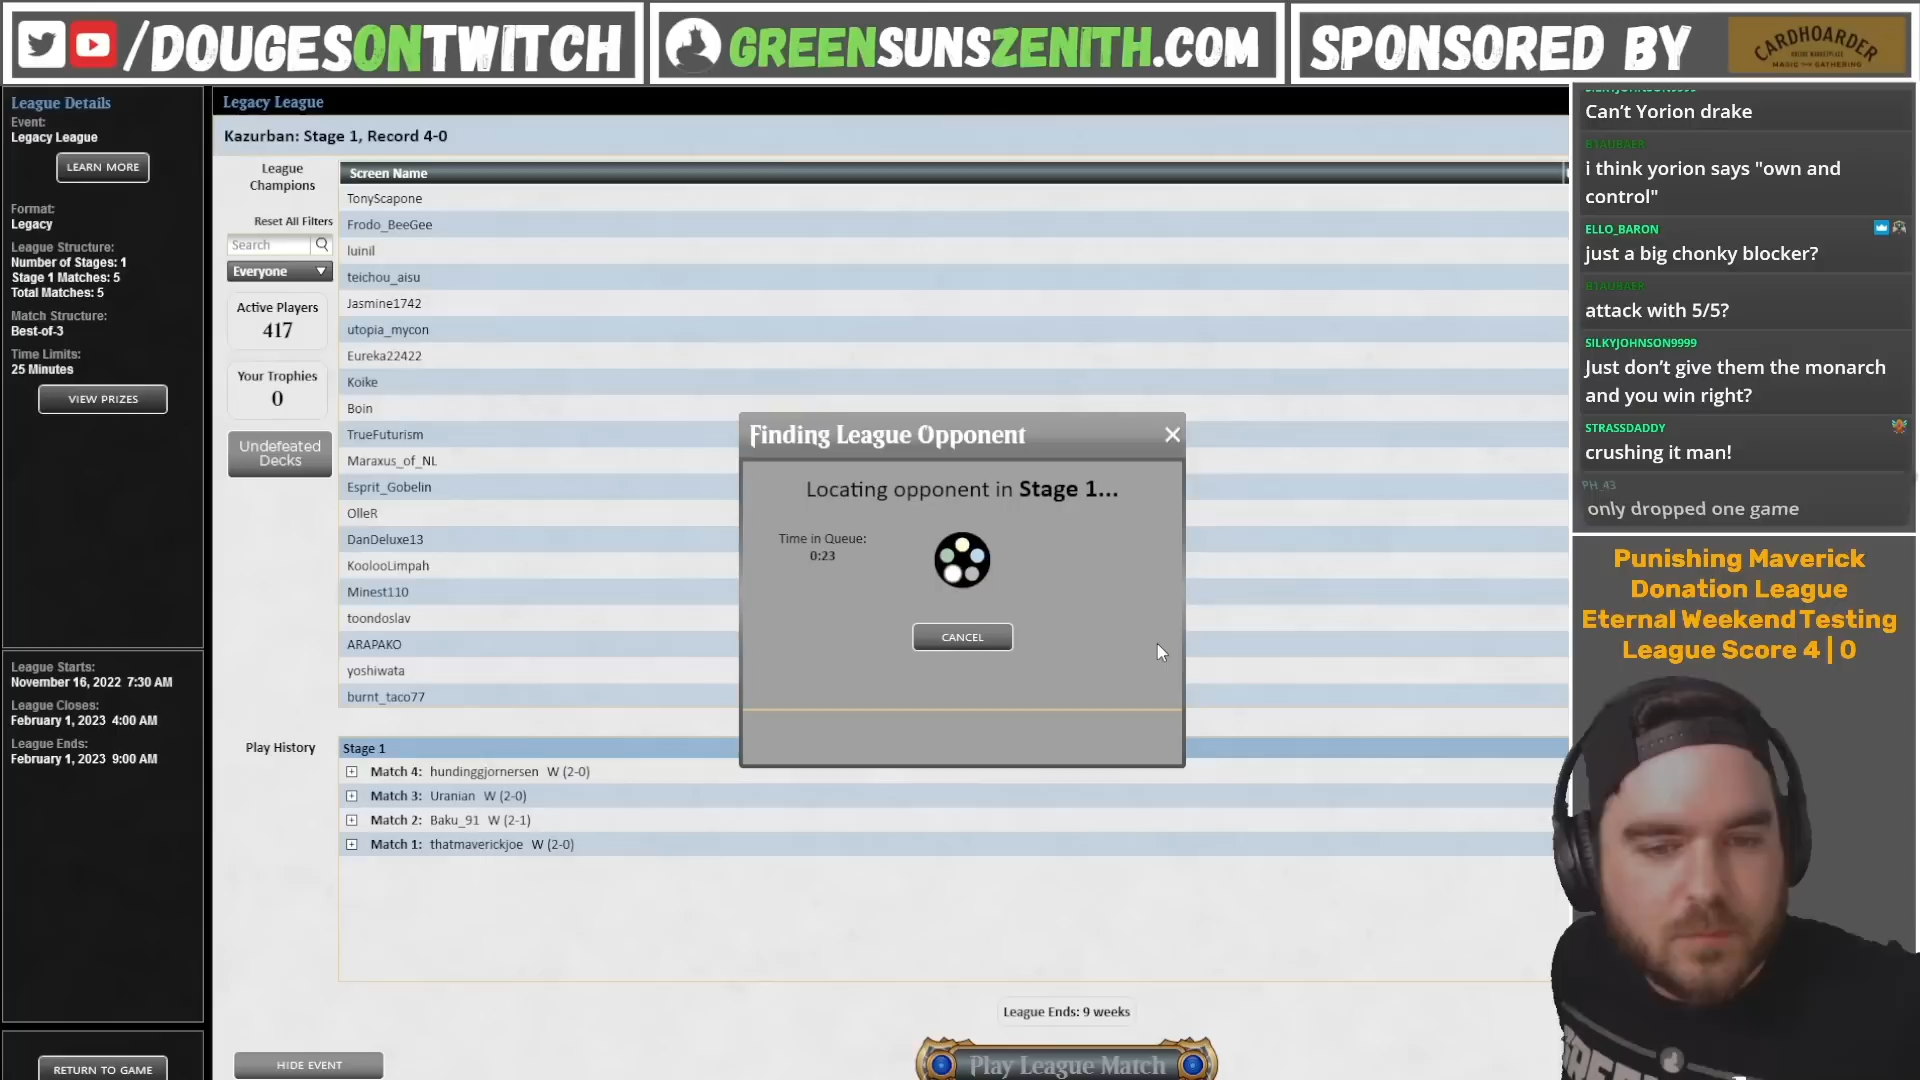 /DOUGESONTWITCH
GREENSUNSZENITH.COM
SPONSORED BY
CARDHOARDER
MAGIC THE GATHERING
League Details
Event:
Legacy League
LEARN MORE
Format:
Legacy
League Structure:
Number of Stages: 1
Stage 1 Matches: 5
Total Matches: 5
Match Structure:
Best-of-3
Time Limits:
25 Minutes
VIEW PRIZES
League Starts:
November 16, 2022 7:30 AM
League Closes:
February 1, 2023 4:00 AM
League Ends:
February 1, 2023 9:00 AM
RETURN TO GAME
Legacy League
Kazurban: Stage 1, Record 4-0
League
Champions
Reset All Filters
Search
Everyone
Active Players
417
Your Trophies
0
Undefeated
Decks
Screen Name
TonyScapone
Frodo_BeeGee
luinil
teichou_aisu
Jasmine1742
utopia_mycon
Eureka22422
Koike
Boin
TrueFuturism
Maraxus_of_NL
Esprit_Gobelin
OlleR
DanDeluxe13
KoolooLimpah
Minest110
toondoslav
ARAPAKO
yoshiwata
burnt_taco77
Finding League Opponent
Locating opponent in Stage 1...
Time in Queue:
0:23
CANCEL
Play History
Stage 1
Match 4: hundinggjornersen W (2-0)
Match 3: Uranian W (2-0)
Match 2: Baku_91 W (2-1)
Match 1: thatmaverickjoe W (2-0)
League Ends: 9 weeks
HIDE EVENT
Play League Match
SILKYJOHNSON9999
Can't Yorion drake
B1AUBAER
i think yorion says "own and
control"
ELLO_BARON
just a big chonky blocker?
B1AUBAER
attack with 5/5?
SILKYJOHNSON9999
Just don't give them the monarch
and you win right?
STRASSDADDY
crushing it man!
PH_43
only dropped one game
Punishing Maverick
Donation League
Eternal Weekend Testing
League Score 4 | 0